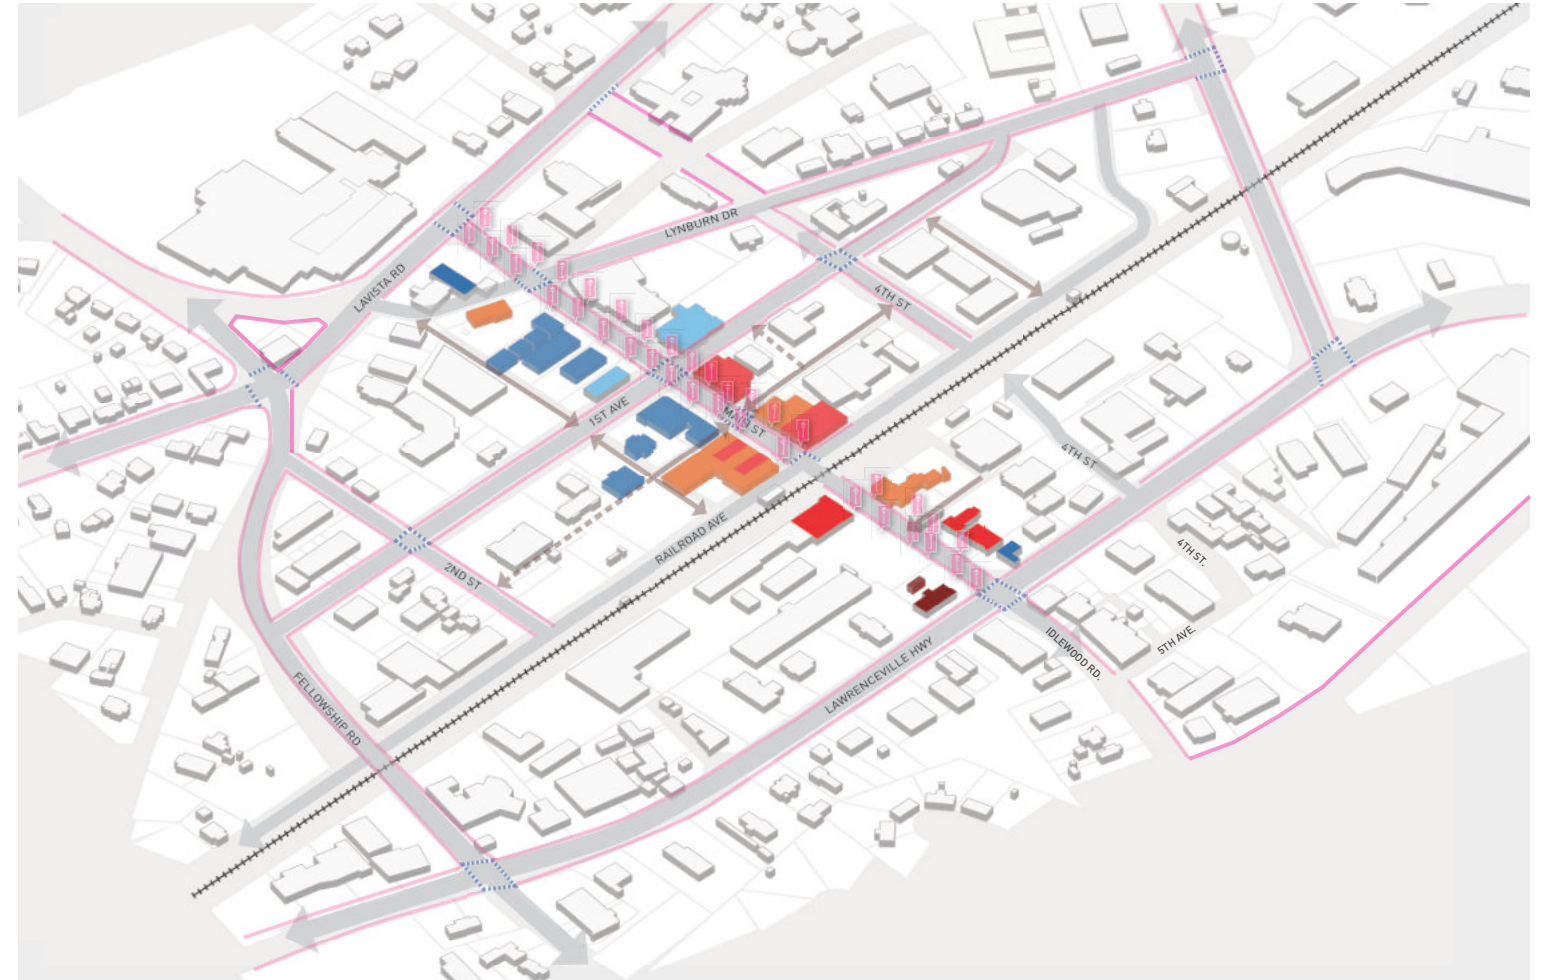 LYNBURN DR
LAVISTA RD
4TH ST
1ST AVE
MAIN ST
4TH ST
RAILROAD AVE
2ND ST
4TH ST.
5TH AVE.
IDLEWOOD RD.
LAWRENCEVILLE HWY
FELLOWSHIP RD